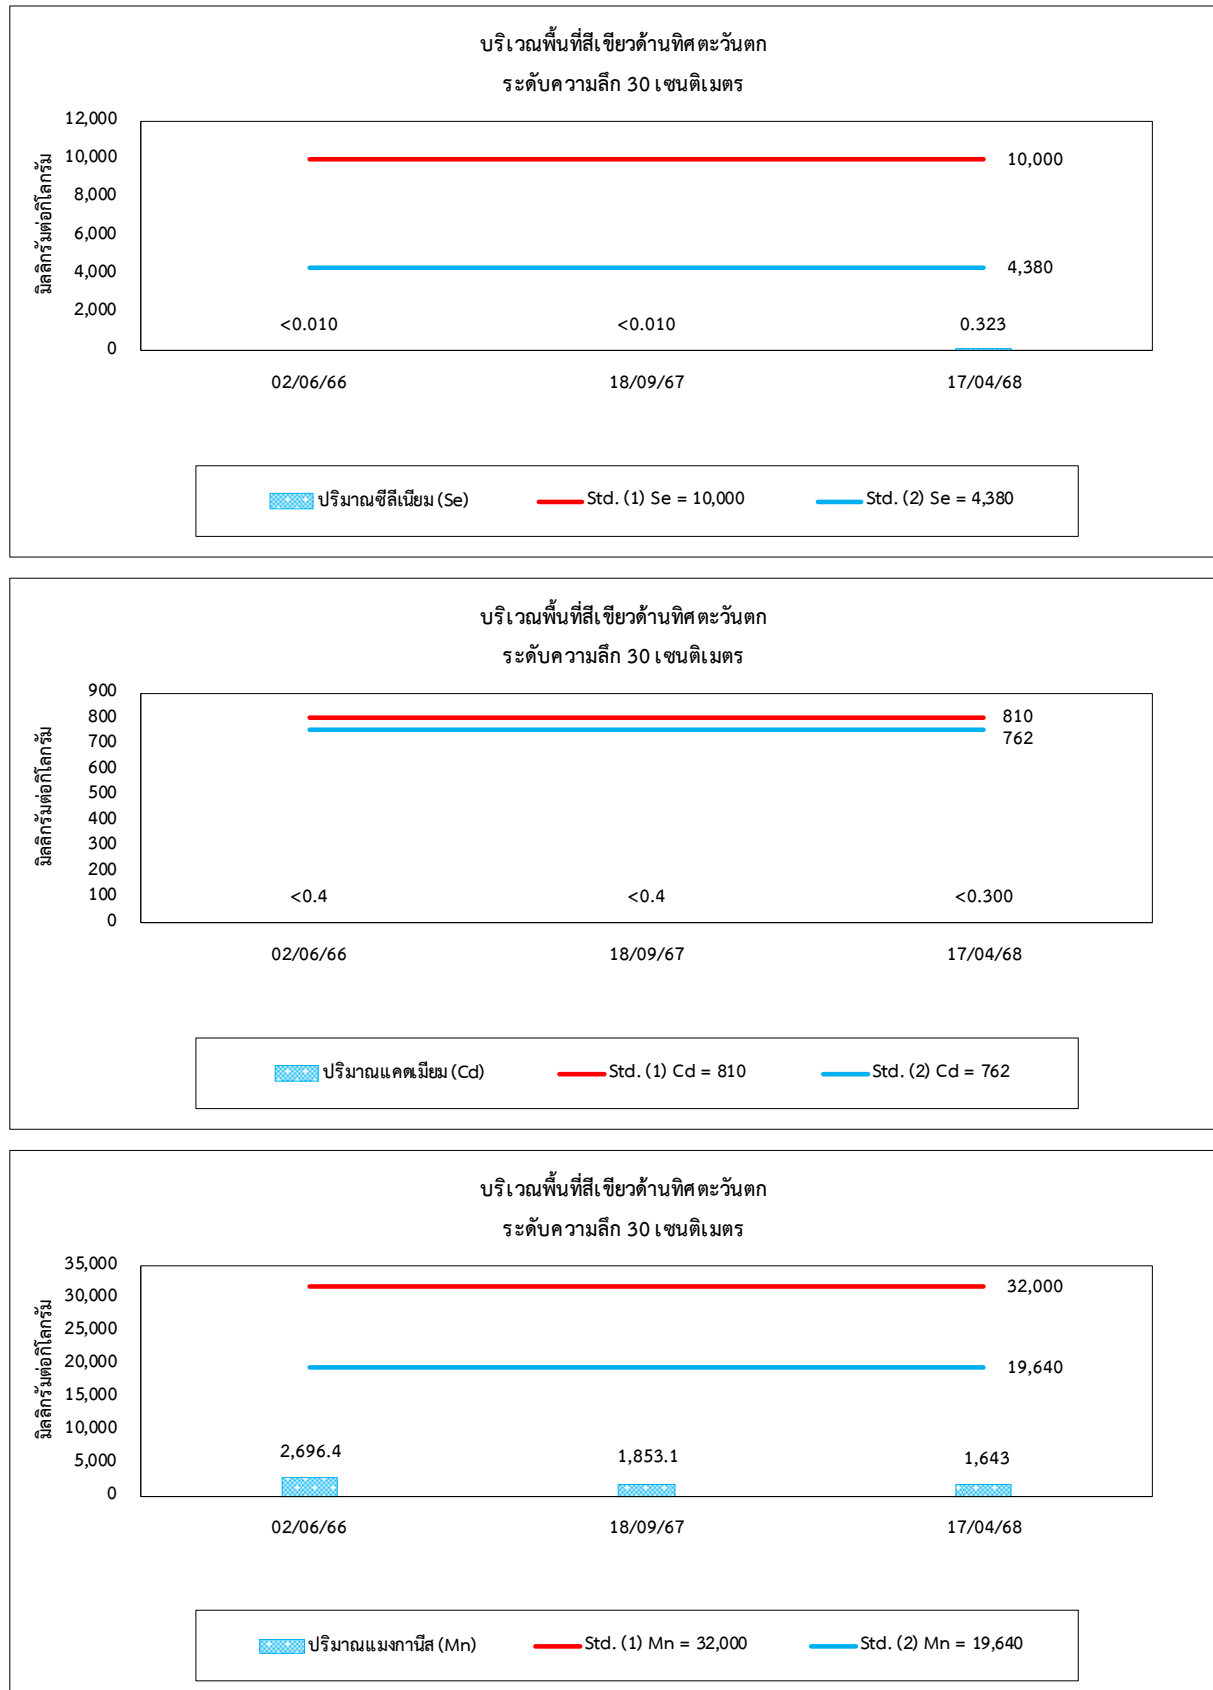 บริเวณพื้นที่สีเขียวด้านทิศตะวันตก
ระดับความลึก 30 เซนติเมตร
มิลลิกรัมต่อกิโลกรัม
12,000
10,000
8,000
6,000
4,000
2,000
0
10,000
4,380
<0.010 <0.010 0.323
02/06/66 18/09/67 17/04/68
ปริมาณซีลีเนียม (Se) Std. (1) Se = 10,000 Std. (2) Se = 4,380
บริเวณพื้นที่สีเขียวด้านทิศตะวันตก
ระดับความลึก 30 เซนติเมตร
มิลลิกรัมต่อกิโลกรัม
900
800
700
600
500
400
300
200
100
0
810
762
<0.4 <0.4 <0.300
02/06/66 18/09/67 17/04/68
ปริมาณแคดเมียม (Cd) Std. (1) Cd = 810 Std. (2) Cd = 762
บริเวณพื้นที่สีเขียวด้านทิศตะวันตก
ระดับความลึก 30 เซนติเมตร
มิลลิกรัมต่อกิโลกรัม
35,000
30,000
25,000
20,000
15,000
10,000
5,000
0
32,000
19,640
2,696.4 1,853.1 1,643
02/06/66 18/09/67 17/04/68
ปริมาณแมงกานีส (Mn) Std. (1) Mn = 32,000 Std. (2) Mn = 19,640